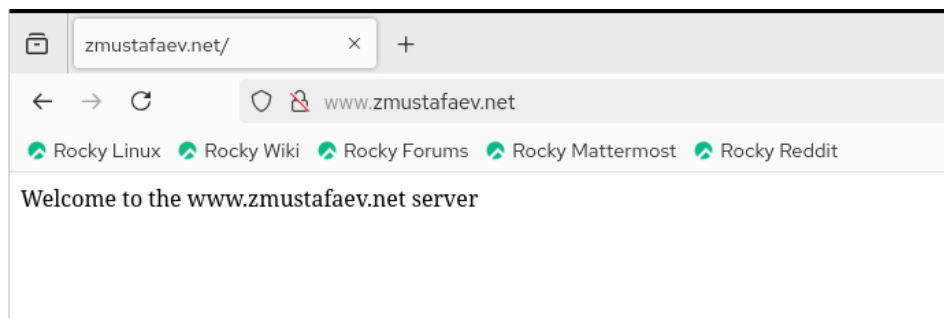 zmustafaev.net/
www.zmustafaev.net
Rocky Linux Rocky Wiki Rocky Forums Rocky Mattermost Rocky Reddit
Welcome to the www.zmustafaev.net server